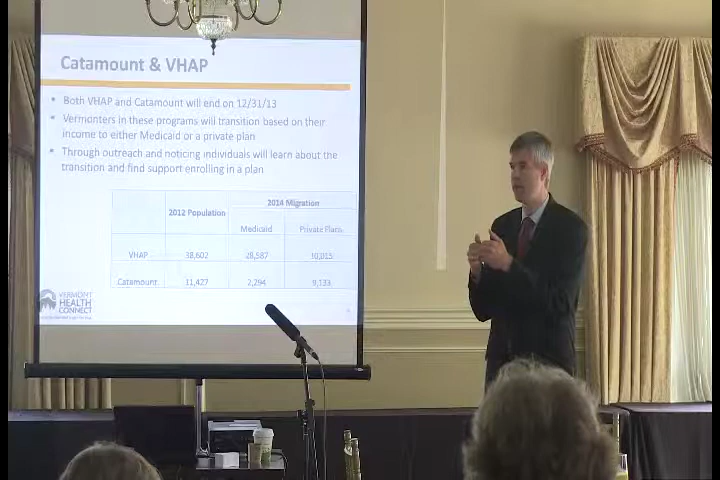 Catamount & VHAP
• Both VHAP and Catamount will end on 12/31/13
• Vermonters in these programs will transition based on their
income to either Medicaid or a private plan
• Through outreach and noticing individuals will learn about the
transition and find support enrolling in a plan
2012 Population
2014 Migration
Medicaid
Private Plans
VHAP 38,602 28,587 10,015
Catamount 11,427 2,294 9,133
VERMONT
HEALTH
CONNECT